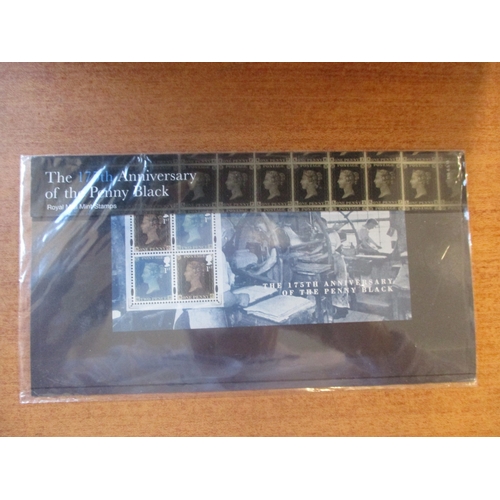 The 175th Anniversary
of the Penny Black
Royal Mail Mint Stamps
THE 175TH ANNIVERSARY
OF THE PENNY BLACK